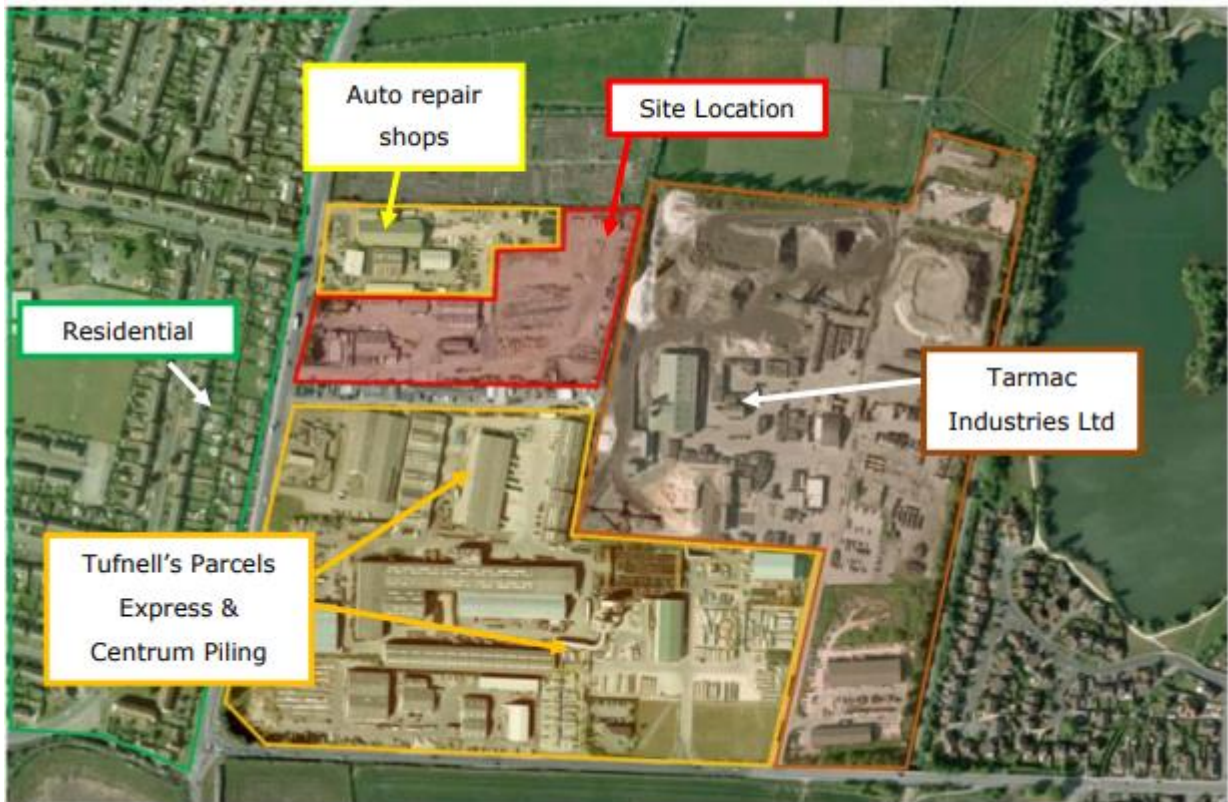 Auto repair
shops
Site Location
Residential
Tarmac
Industries Ltd
Tufnell's Parcels
Express &
Centrum Piling